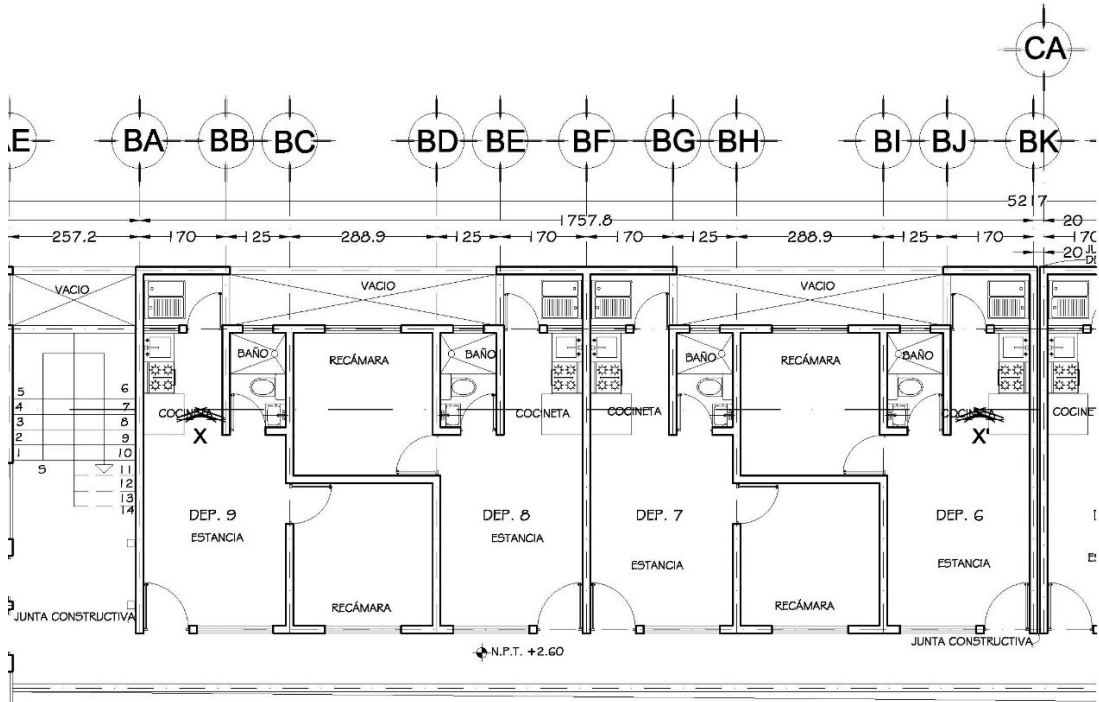 CA
AE BA BB BC BD BE BF BG BH BI BJ BK
5217
1757.8 20
257.2 170 125 288.9 125 170 170 125 288.9 125 170 170
20
VACIO VACIO VACIO
BAÑO RECÁMARA BAÑO BAÑO RECÁMARA BAÑO
5 6
4 7
3 8
2 9
1 10
S 11
12
13
14
COCINETA COCINETA COCINETA COCINETA
X X'
DEP. 9 DEP. 8 DEP. 7 DEP. 6
ESTANCIA ESTANCIA ESTANCIA ESTANCIA
RECÁMARA RECÁMARA
JUNTA CONSTRUCTIVA JUNTA CONSTRUCTIVA
N.P.T. +2.60